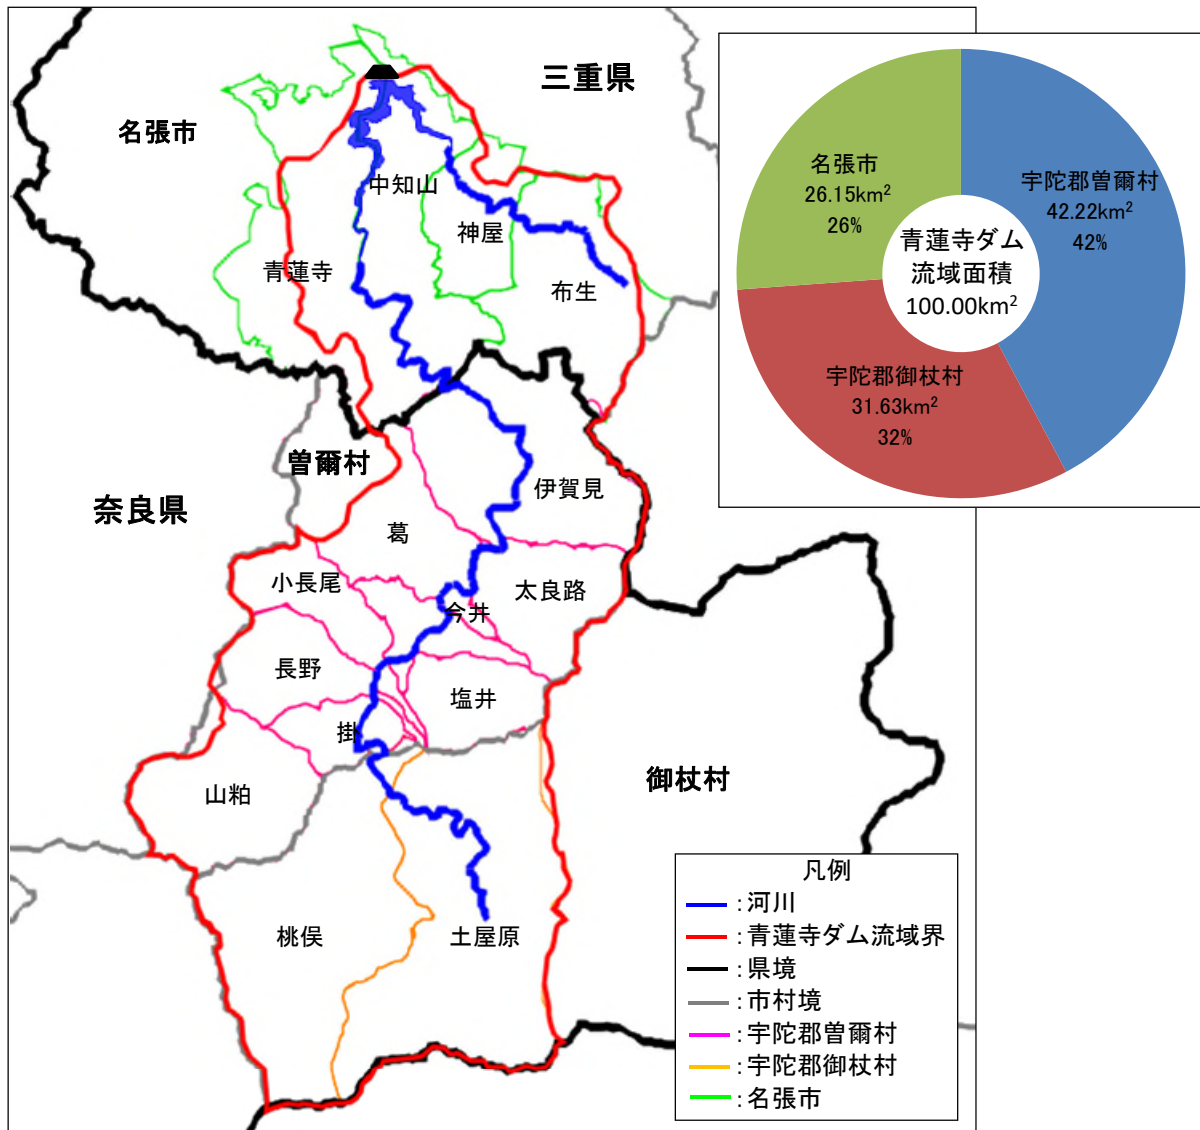 三重県
名張市
中知山
神屋
青蓮寺
布生
名張市
26.15km²
26%
宇陀郡曽爾村
42.22km²
42%
青蓮寺ダム
流域面積
100.00km²
宇陀郡御杖村
31.63km²
32%
曽爾村
奈良県
伊賀見
葛
小長尾
太良路
今井
長野
塩井
掛
山粕
御杖村
桃俣
土屋原
凡例
:河川
:青蓮寺ダム流域界
:県境
:市村境
:宇陀郡曽爾村
:宇陀郡御杖村
:名張市